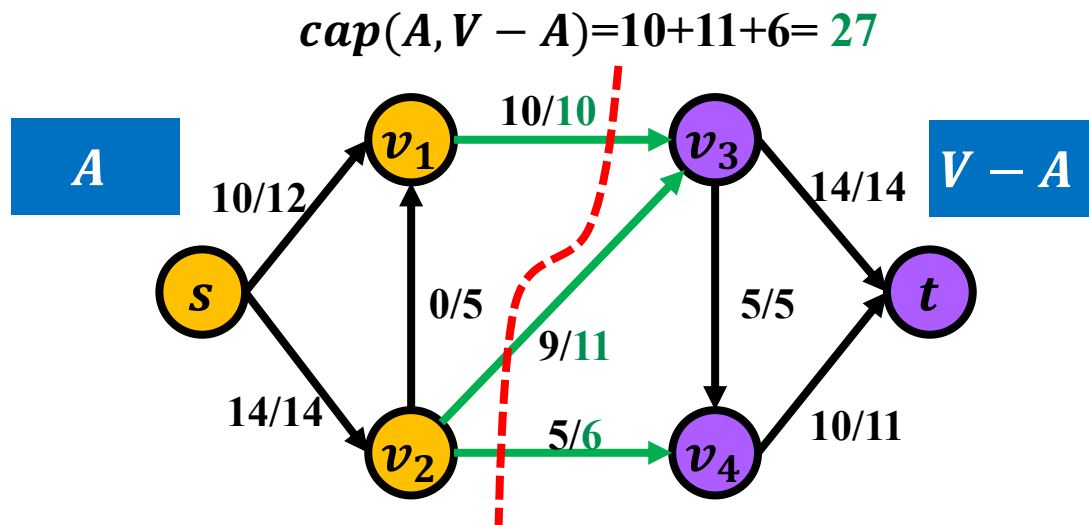 cap(A, V − A)=10+11+6= 27
A
V − A
10/10
v₁
v₃
10/12
14/14
s
t
0/5
5/5
9/11
14/14
10/11
5/6
v₂
v₄